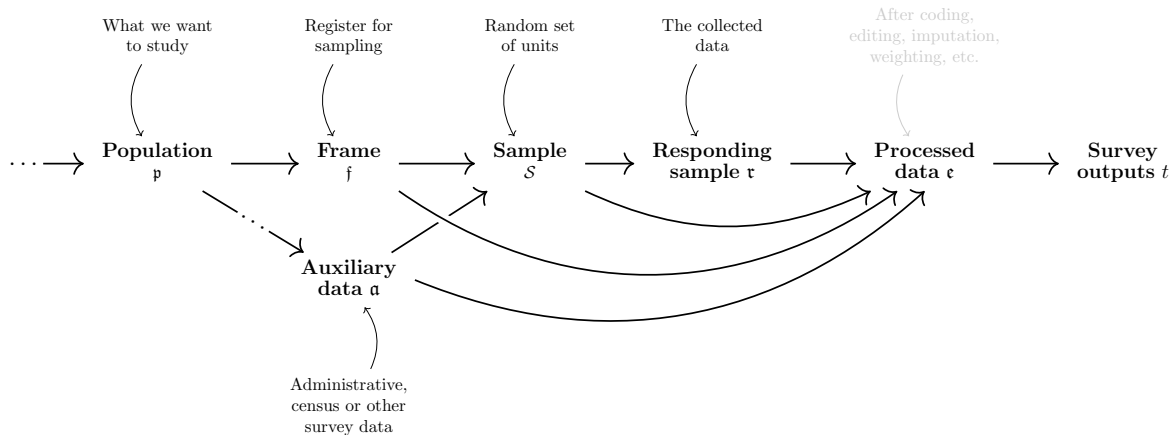 What we want
to study
Register for
sampling
Random set
of units
The collected
data
After coding,
editing, imputation,
weighting, etc.
...
Population
𝔭
Frame
𝔣
Sample
𝒮
Responding
sample 𝔯
Processed
data 𝔢
Survey
outputs t
...
Auxiliary
data 𝔞
Administrative,
census or other
survey data